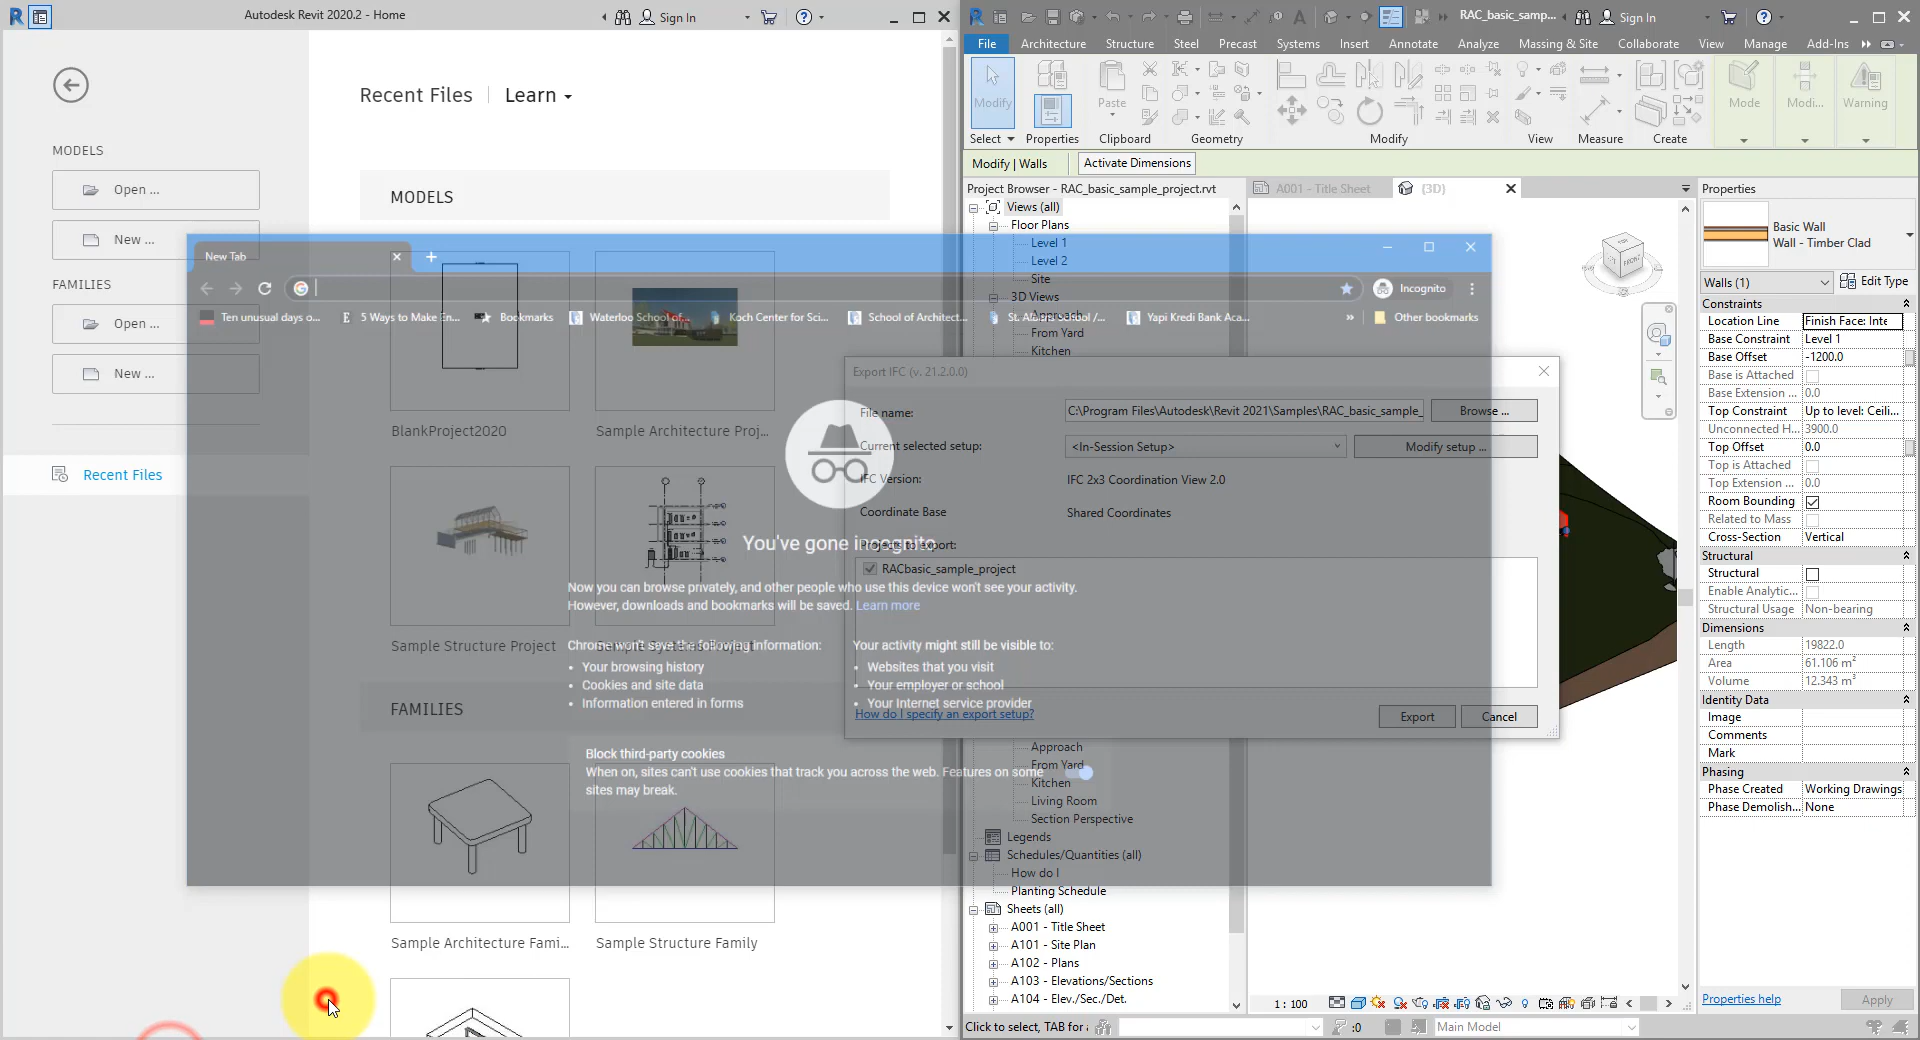 Autodesk Revit 2020.2 - Home
Sign In
Recent Files
Learn
MODELS
Open ...
New ...
FAMILIES
Open ...
New ...
Recent Files
MODELS
BlankProject2020
Sample Architecture Proj...
Sample Structure Project
FAMILIES
Sample Architecture Fami...
Sample Structure Family
New Tab
Incognito
Ten unusual days o...
5 Ways to Make En...
Bookmarks
Waterloo School of...
Koch Center for Sci...
School of Architect...
St. Albans School /...
Yapi Kredi Bank Aca...
Other bookmarks
You've gone incognito
Now you can browse privately, and other people who use this device won't see your activity.
However, downloads and bookmarks will be saved. Learn more
Chrome won't save the following information:
Your browsing history
Cookies and site data
Information entered in forms
Your activity might still be visible to:
Websites that you visit
Your employer or school
Your Internet service provider
Block third-party cookies
When on, sites can't use cookies that track you across the web. Features on some
sites may break.
Export IFC (v. 21.2.0.0)
File name:
C:\Program Files\Autodesk\Revit 2021\Samples\RAC_basic_sample_
Browse ...
Current selected setup:
<In-Session Setup>
Modify setup ...
IFC Version:
IFC 2x3 Coordination View 2.0
Coordinate Base
Shared Coordinates
Projects to export:
RACbasic_sample_project
How do I specify an export setup?
Export
Cancel
RAC_basic_samp...
Sign In
File
Architecture
Structure
Steel
Precast
Systems
Insert
Annotate
Analyze
Massing & Site
Collaborate
View
Manage
Add-Ins
Modify
Paste
Mode
Modi...
Warning
Select
Properties
Clipboard
Geometry
Modify
View
Measure
Create
Modify | Walls
Activate Dimensions
Project Browser - RAC_basic_sample_project.rvt
A001 - Title Sheet
{3D}
Views (all)
Floor Plans
Level 1
Level 2
Site
3D Views
Approach
From Yard
Kitchen
Approach
From Yard
Kitchen
Living Room
Section Perspective
Legends
Schedules/Quantities (all)
How do I
Planting Schedule
Sheets (all)
A001 - Title Sheet
A101 - Site Plan
A102 - Plans
A103 - Elevations/Sections
A104 - Elev./Sec./Det.
TOP
FRONT
Properties
Basic Wall
Wall - Timber Clad
Walls (1)
Edit Type
Constraints
Location Line
Finish Face: Inte
Base Constraint
Level 1
Base Offset
-1200.0
Base is Attached
Base Extension ...
0.0
Top Constraint
Up to level: Ceili...
Unconnected H...
3900.0
Top Offset
0.0
Top is Attached
Top Extension ...
0.0
Room Bounding
Related to Mass
Cross-Section
Vertical
Structural
Structural
Enable Analytic...
Structural Usage
Non-bearing
Dimensions
Length
19822.0
Area
61.106 m²
Volume
12.343 m³
Identity Data
Image
Comments
Mark
Phasing
Phase Created
Working Drawings
Phase Demolish...
None
Properties help
Apply
1 : 100
Click to select, TAB for
:0
Main Model